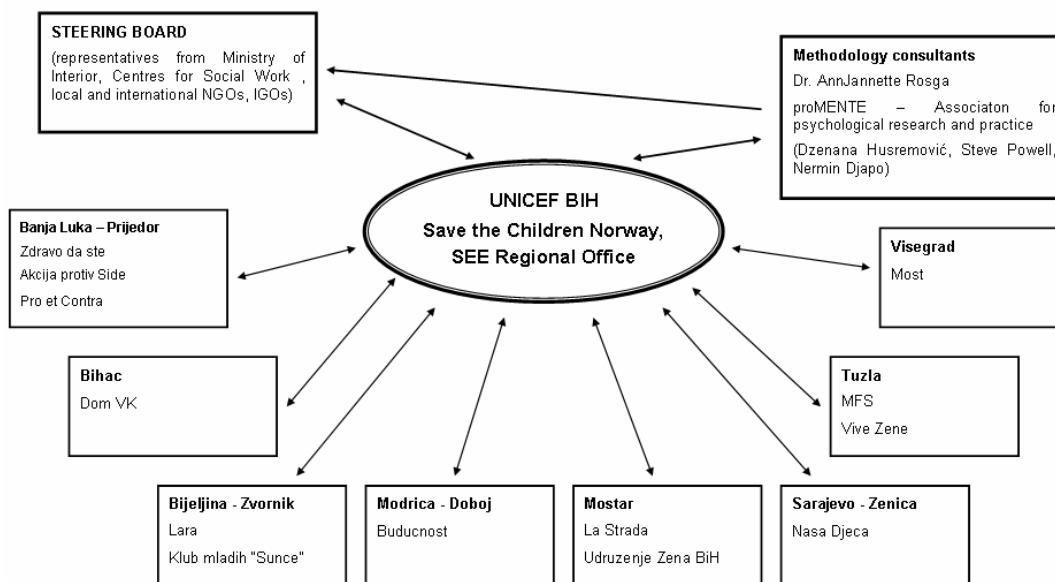 STEERING BOARD
(representatives from Ministry of
Interior, Centres for Social Work ,
local and international NGOs, IGOs)
Methodology consultants
Dr. AnnJannette Rosga
proMENTE – Associaton for
psychological research and practice
(Dzenana Husremović, Steve Powell,
Nermin Djapo)
UNICEF BIH
Save the Children Norway,
SEE Regional Office
Banja Luka – Prijedor
Zdravo da ste
Akcija protiv Side
Pro et Contra
Visegrad
Most
Bihac
Dom VK
Tuzla
MFS
Vive Zene
Bijeljina - Zvornik
Lara
Klub mladih "Sunce"
Modrica - Doboj
Buducnost
Mostar
La Strada
Udruzenje Zena BiH
Sarajevo - Zenica
Nasa Djeca